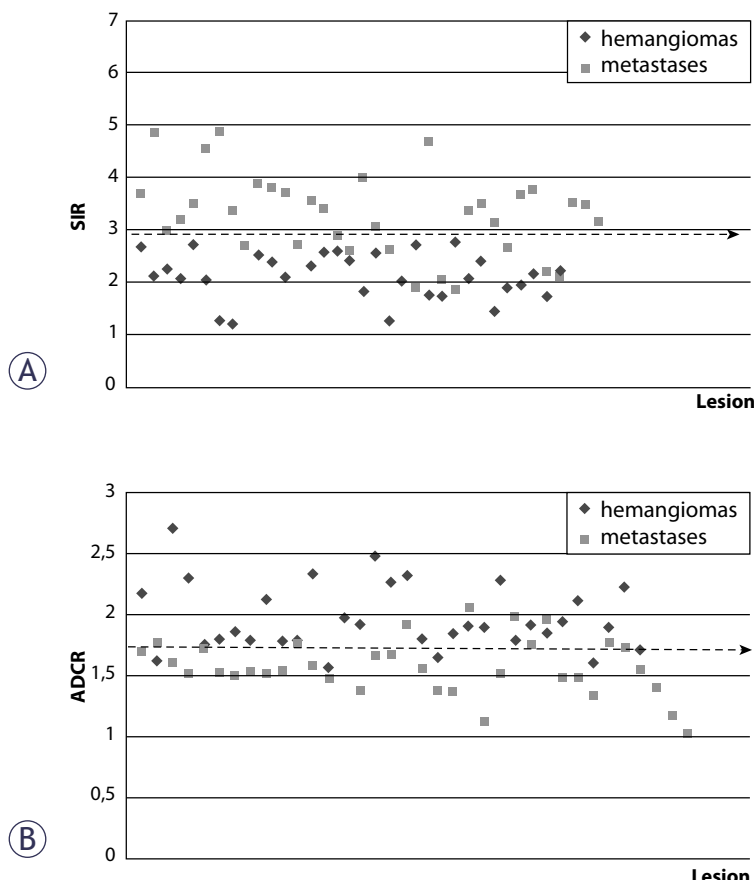 7
hemangiomas
6
metastases
5
4
SIR
3
2
1
A
0
Lesion
3
hemangiomas
2,5
metastases
2
ADCR
1,5
1
0,5
B
0
Lesion